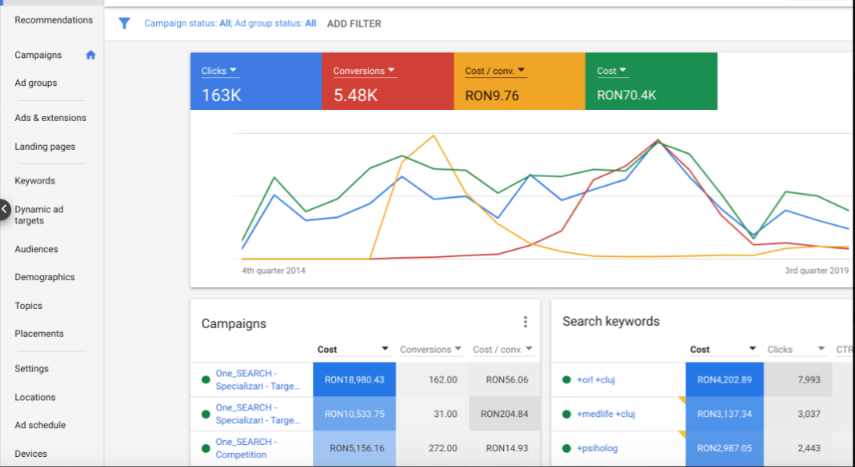 Recommendations
Campaigns
Ad groups
Ads & extensions
Landing pages
Keywords
Dynamic ad
targets
Audiences
Demographics
Topics
Placements
Settings
Locations
Ad schedule
Devices
Campaign status: All; Ad group status: All ADD FILTER
Clicks Conversions Cost / conv. Cost
163K 5.48K RON9.76 RON70.4K
4th quarter 2014 3rd quarter 2019
Campaigns
Cost Conversions Cost / conv.
One_SEARCH -
Specializari - Targe... RON18,980.43 162.00 RON56.06
One_SEARCH -
Specializari - Targe... RON10,533.75 31.00 RON204.84
One_SEARCH -
Competition RON5,156.16 272.00 RON14.93
Search keywords
Cost Clicks CTR
+orl +cluj RON4,202.89 7,993
+medlife +cluj RON3,137.34 3,037
+psiholog RON2,987.05 2,443